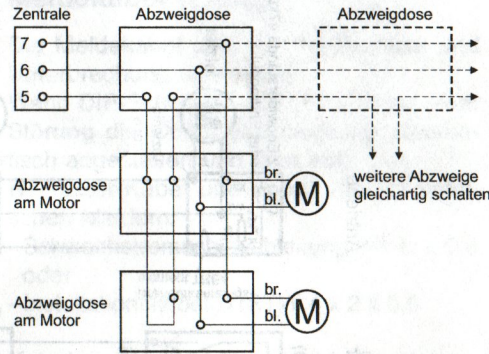 Zentrale Abzweigdose Abzweigdose
7
6
5
weitere Abzweige
gleichartig schalten
Abzweigdose
am Motor
br.
bl.
M
Abzweigdose
am Motor
br.
bl.
M